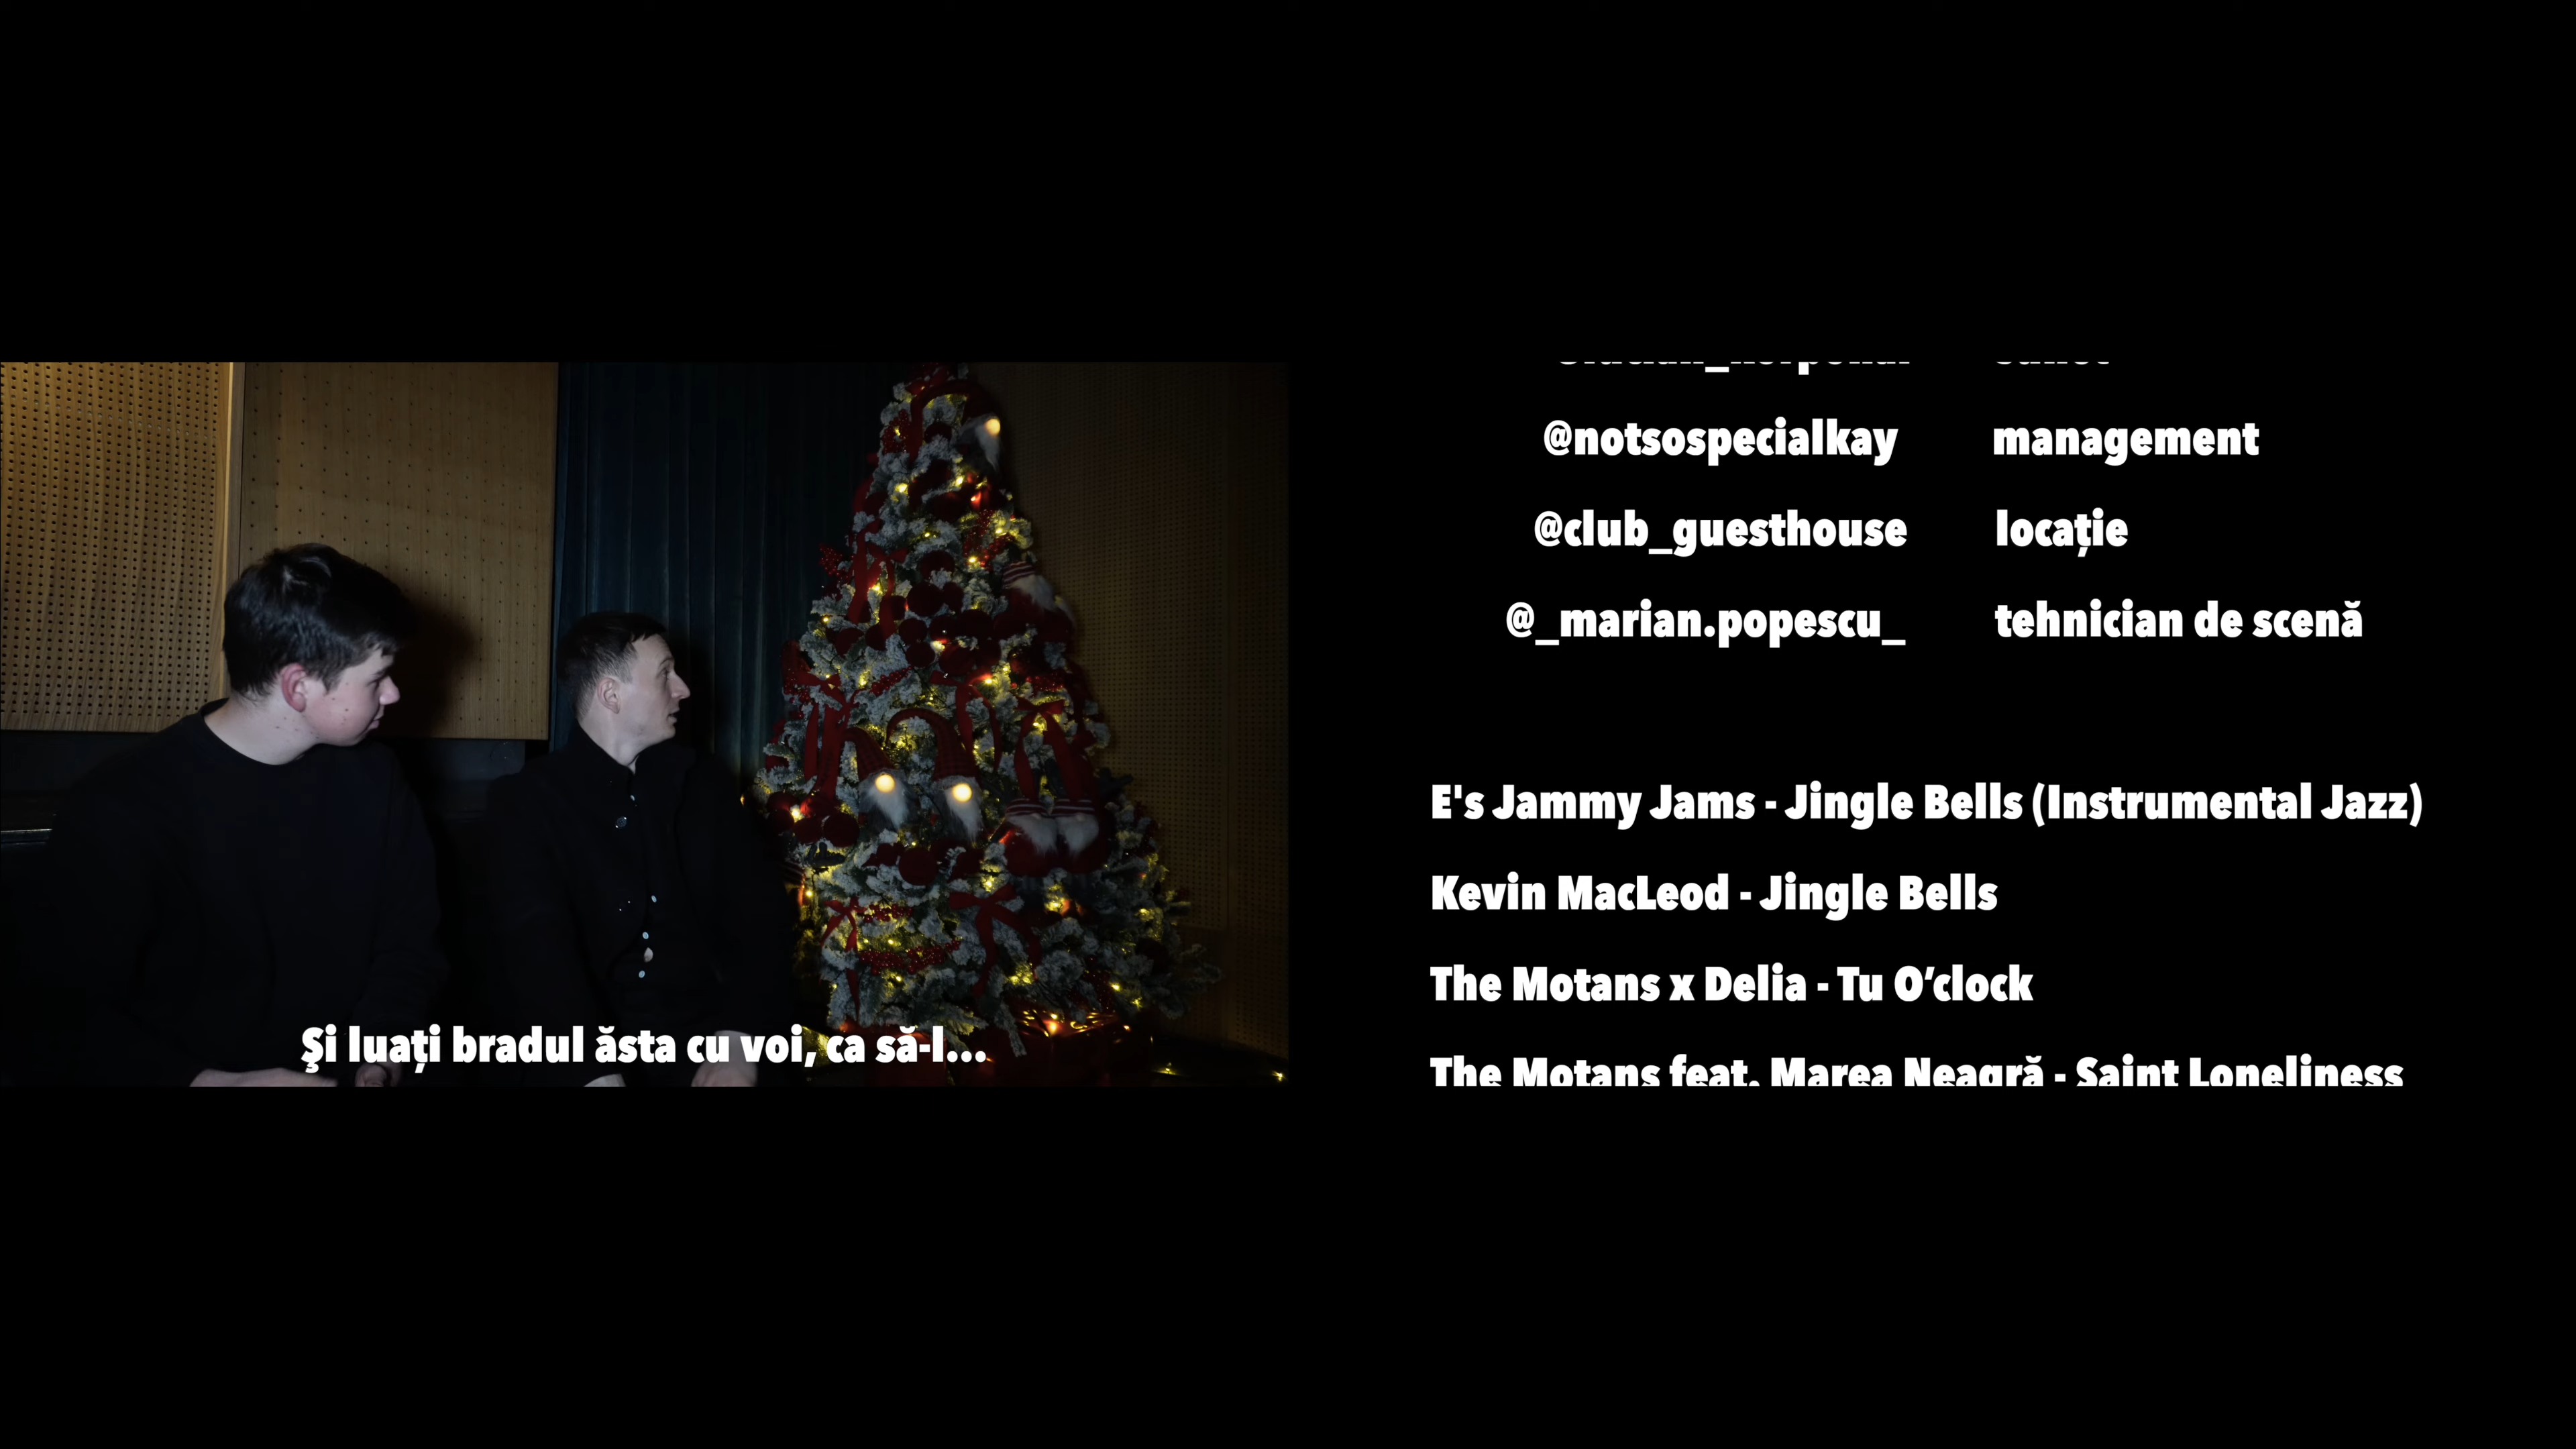 Şi luați bradul ăsta cu voi, ca să-l...
@notsospecialkay management
@club_guesthouse locație
@_marian.popescu_ tehnician de scenă
E's Jammy Jams - Jingle Bells (Instrumental Jazz)
Kevin MacLeod - Jingle Bells
The Motans x Delia - Tu O’clock
The Motans feat. Marea Neagră - Saint Loneliness